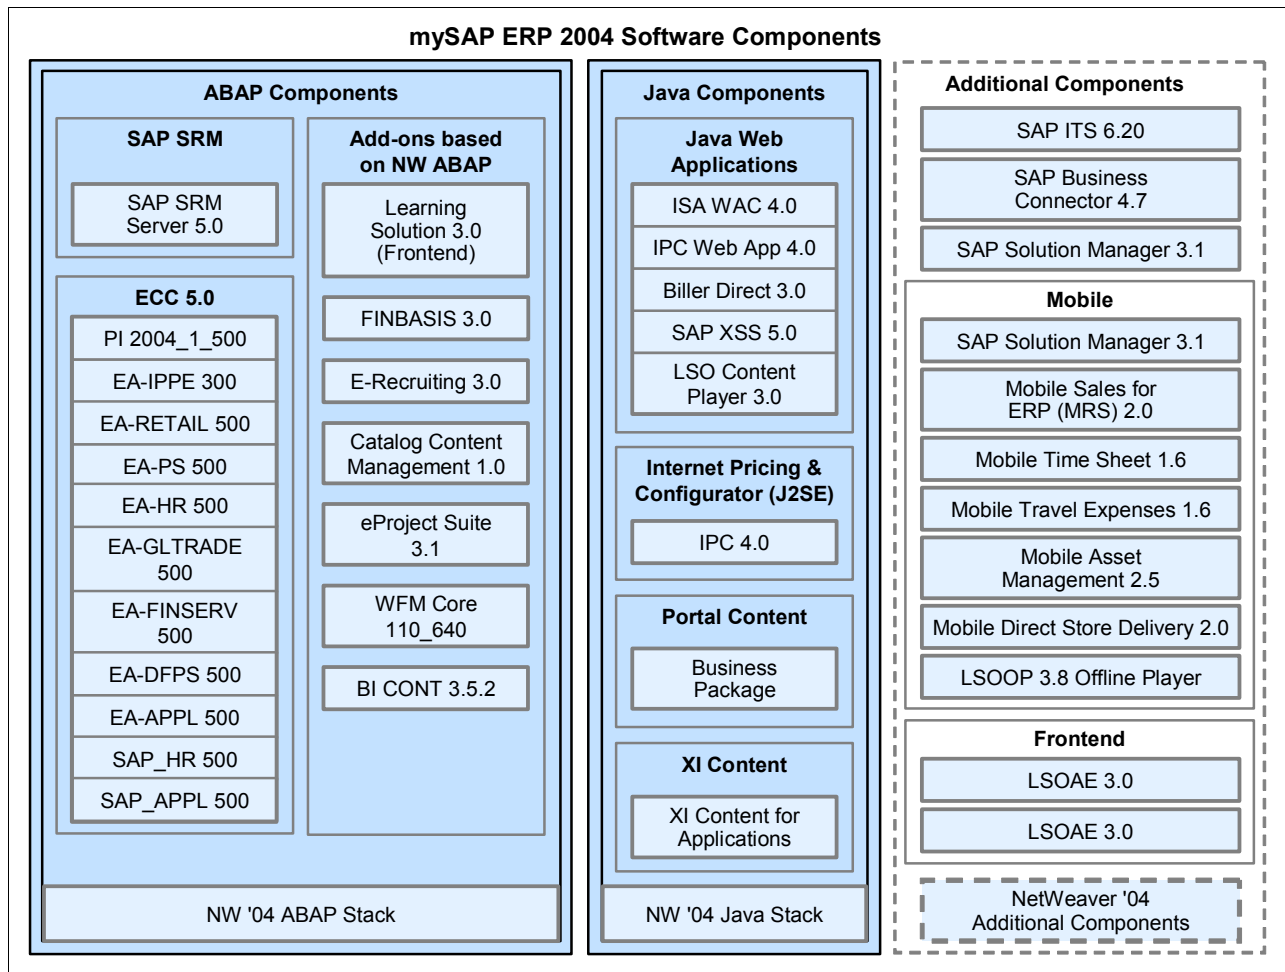 mySAP ERP 2004 Software Components
ABAP Components
SAP SRM
SAP SRM
Server 5.0
ECC 5.0
PI 2004_1_500
EA-IPPE 300
EA-RETAIL 500
EA-PS 500
EA-HR 500
EA-GLTRADE
500
EA-FINSERV
500
EA-DFPS 500
EA-APPL 500
SAP_HR 500
SAP_APPL 500
Add-ons based
on NW ABAP
Learning
Solution 3.0
(Frontend)
FINBASIS 3.0
E-Recruiting 3.0
Catalog Content
Management 1.0
eProject Suite
3.1
WFM Core
110_640
BI CONT 3.5.2
NW '04 ABAP Stack
Java Components
Java Web
Applications
ISA WAC 4.0
IPC Web App 4.0
Biller Direct 3.0
SAP XSS 5.0
LSO Content
Player 3.0
Internet Pricing &
Configurator (J2SE)
IPC 4.0
Portal Content
Business
Package
XI Content
XI Content for
Applications
NW '04 Java Stack
Additional Components
SAP ITS 6.20
SAP Business
Connector 4.7
SAP Solution Manager 3.1
Mobile
SAP Solution Manager 3.1
Mobile Sales for
ERP (MRS) 2.0
Mobile Time Sheet 1.6
Mobile Travel Expenses 1.6
Mobile Asset
Management 2.5
Mobile Direct Store Delivery 2.0
LSOOP 3.8 Offline Player
Frontend
LSOAE 3.0
LSOAE 3.0
NetWeaver '04
Additional Components